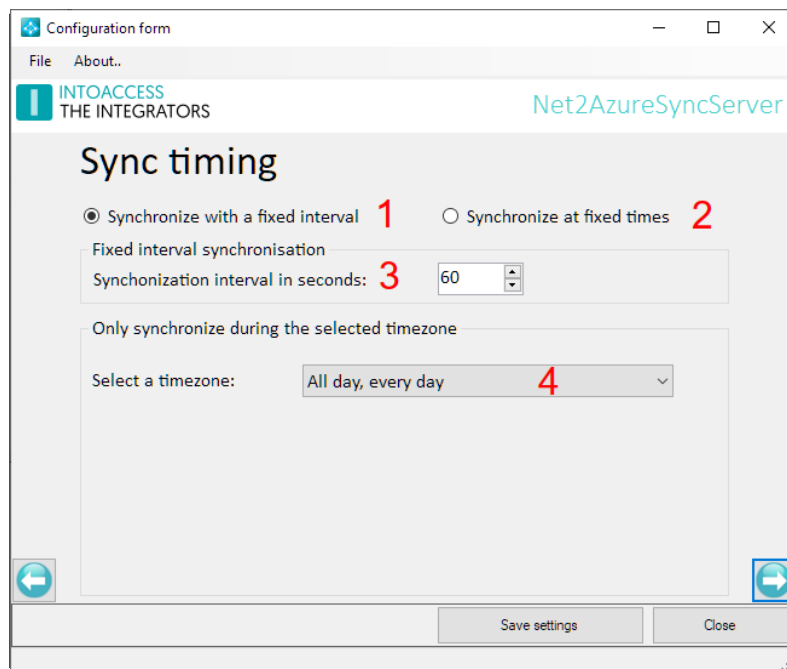 Configuration form
File About..
INTOACCESS
THE INTEGRATORS
Net2AzureSyncServer
Sync timing
Synchronize with a fixed interval 1 Synchronize at fixed times 2
Fixed interval synchronisation
Synchonization interval in seconds: 3 60
Only synchronize during the selected timezone
Select a timezone: All day, every day 4
Save settings Close